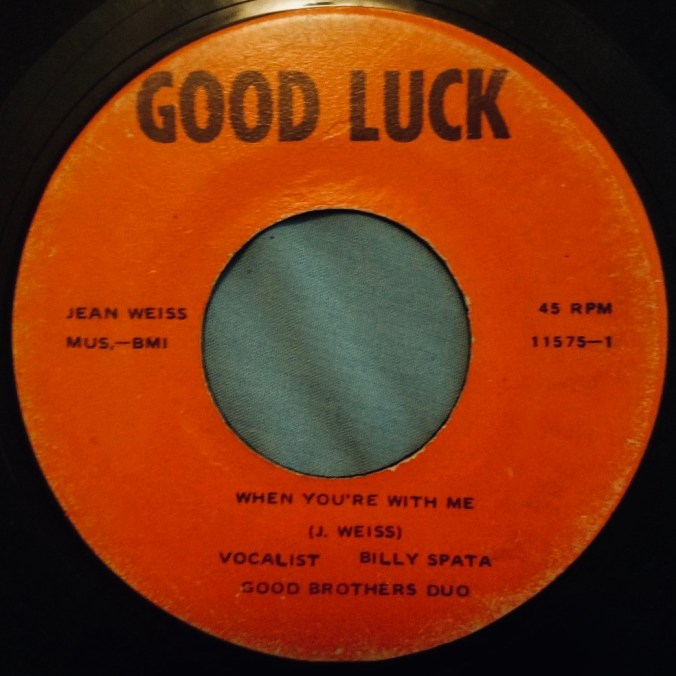 GOOD LUCK
JEAN WEISS
MUS.—BMI
45 RPM
11575—1
WHEN YOU'RE WITH ME
(J. WEISS)
VOCALIST BILLY SPATA
GOOD BROTHERS DUO